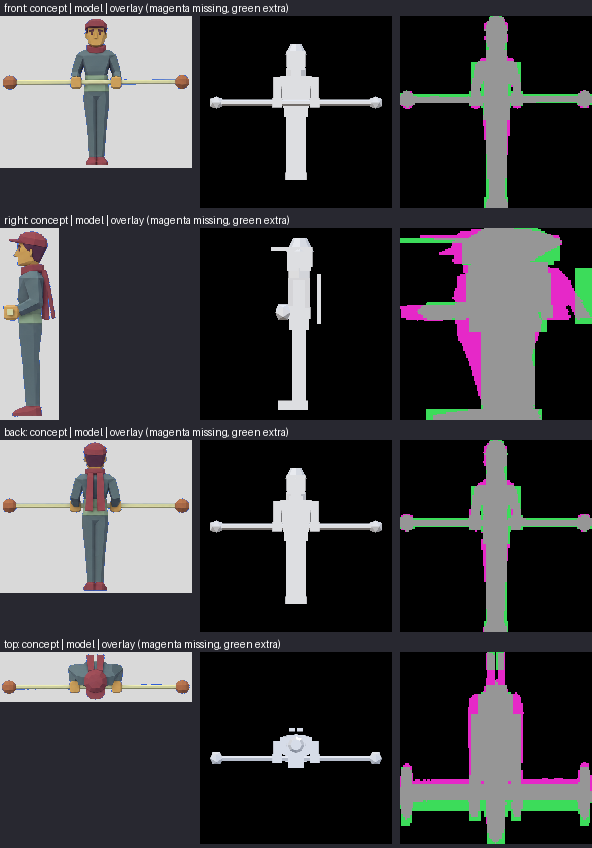 front: concept | model | overlay (magenta missing, green extra)
right: concept | model | overlay (magenta missing, green extra)
back: concept | model | overlay (magenta missing, green extra)
top: concept | model | overlay (magenta missing, green extra)